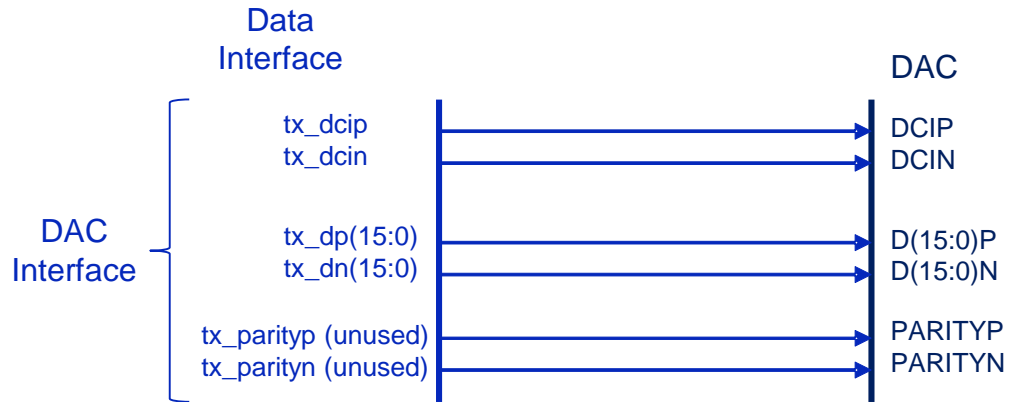 Data
Interface
DAC
DAC
Interface
tx_dcip
tx_dcin
tx_dp(15:0)
tx_dn(15:0)
tx_parityp (unused)
tx_parityn (unused)
DCIP
DCIN
D(15:0)P
D(15:0)N
PARITYP
PARITYN